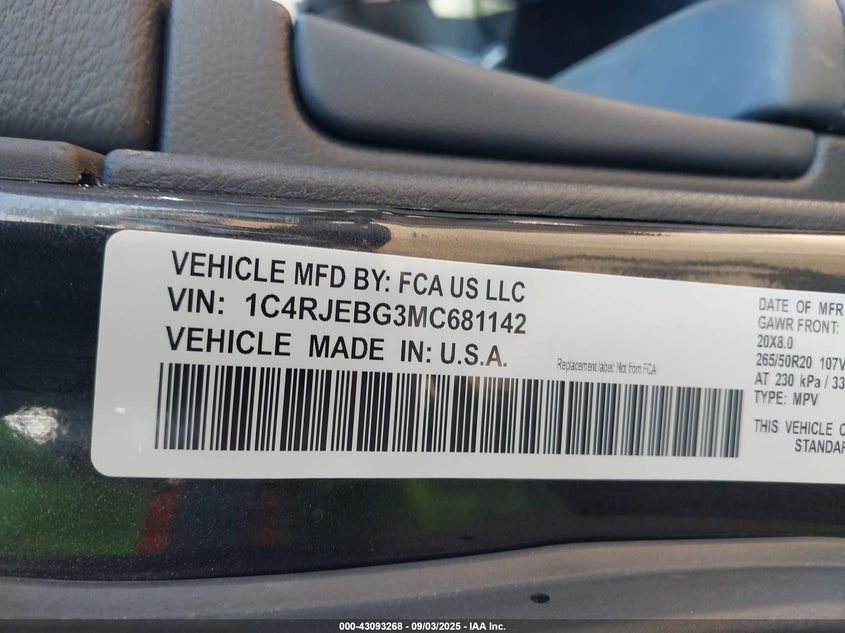 VEHICLE MFD BY: FCA US LLC
VIN: 1C4RJEBG3MC681142
VEHICLE MADE IN: U.S.A.
Replacement label: Not from FCA
DATE OF MFR
GAWR FRONT:
20X8.0
265/50R20 107V
AT 230 kPa / 33
TYPE: MPV
THIS VEHICLE C
STANDAR
000-43093268 - 09/03/2025 - IAA Inc.